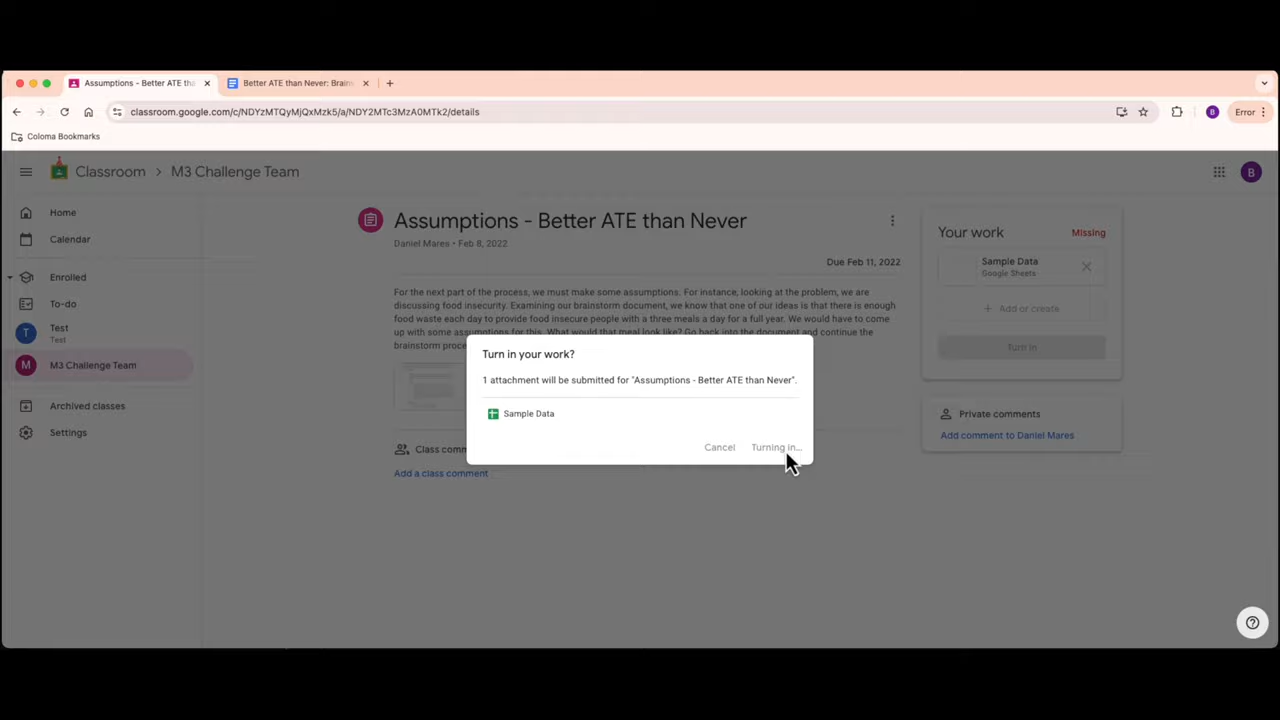 Assumptions - Better ATE tha
Better ATE than Never: Brain
classroom.google.com/c/NDYzMTQyMjQxMzk5/a/NDY2MTc3MzA0MTk2/details
Error
Coloma Bookmarks
Classroom > M3 Challenge Team
B
Home
Calendar
Enrolled
To-do
T
Test
Test
M
M3 Challenge Team
Archived classes
Settings
Assumptions - Better ATE than Never
Daniel Mares • Feb 8, 2022
Due Feb 11, 2022
For the next part of the process, we must make some assumptions. For instance, looking at the problem, we are
discussing food insecurity. Examining our brainstorm document, we know that one of our ideas is that there is enough
food waste each day to provide food insecure people with a three meals a day for a full year. We would have to come
up with some assumptions for this. What would that meal look like? Go back into the document and continue the
brainstorm proce
Class comm
Add a class comment
Turn in your work?
1 attachment will be submitted for "Assumptions - Better ATE than Never".
Sample Data
Cancel
Turning in...
Your work
Missing
Sample Data
Google Sheets
+ Add or create
Turn in
Private comments
Add comment to Daniel Mares